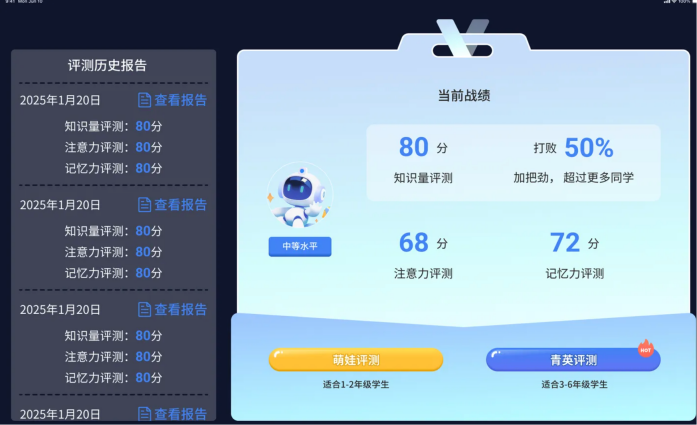 9:41 Mon Jun 10
100%
评测历史报告
2025年1月20日 查看报告
知识量评测：80分
注意力评测：80分
记忆力评测：80分
2025年1月20日 查看报告
知识量评测：80分
注意力评测：80分
记忆力评测：80分
2025年1月20日 查看报告
知识量评测：80分
注意力评测：80分
记忆力评测：80分
2025年1月20日 查看报告
当前战绩
80 分
知识量评测
打败 50%
加把劲，超过更多同学
中等水平
68 分
注意力评测
72 分
记忆力评测
萌娃评测
适合1-2年级学生
青英评测
HOT
适合3-6年级学生